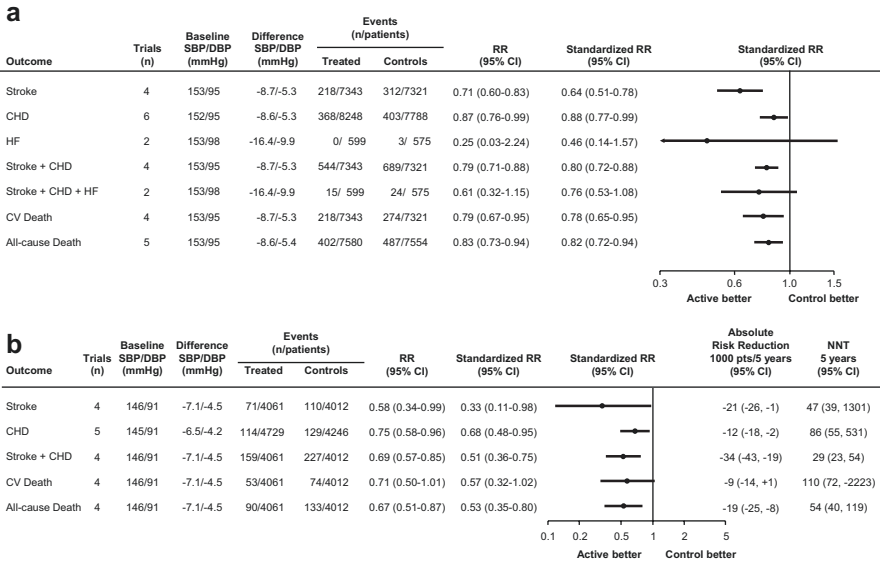 a
Events
(n/patients)
Outcome Trials (n) Baseline SBP/DBP (mmHg) Difference SBP/DBP (mmHg) Treated Controls RR (95% CI) Standardized RR (95% CI) Standardized RR (95% CI)
Stroke 4 153/95 -8.7/-5.3 218/7343 312/7321 0.71 (0.60-0.83) 0.64 (0.51-0.78)
CHD 6 152/95 -8.6/-5.3 368/8248 403/7788 0.87 (0.76-0.99) 0.88 (0.77-0.99)
HF 2 153/98 -16.4/-9.9 0/ 599 3/ 575 0.25 (0.03-2.24) 0.46 (0.14-1.57)
Stroke + CHD 4 153/95 -8.7/-5.3 544/7343 689/7321 0.79 (0.71-0.88) 0.80 (0.72-0.88)
Stroke + CHD + HF 2 153/98 -16.4/-9.9 15/ 599 24/ 575 0.61 (0.32-1.15) 0.76 (0.53-1.08)
CV Death 4 153/95 -8.7/-5.3 218/7343 274/7321 0.79 (0.67-0.95) 0.78 (0.65-0.95)
All-cause Death 5 153/95 -8.6/-5.4 402/7580 487/7554 0.83 (0.73-0.94) 0.82 (0.72-0.94)
0.3 0.6 1.0 1.5
Active better Control better
b
Events
(n/patients)
Outcome Trials (n) Baseline SBP/DBP (mmHg) Difference SBP/DBP (mmHg) Treated Controls RR (95% CI) Standardized RR (95% CI) Standardized RR (95% CI) Absolute Risk Reduction 1000 pts/5 years (95% CI) NNT 5 years (95% CI)
Stroke 4 146/91 -7.1/-4.5 71/4061 110/4012 0.58 (0.34-0.99) 0.33 (0.11-0.98) -21 (-26, -1) 47 (39, 1301)
CHD 5 145/91 -6.5/-4.2 114/4729 129/4246 0.75 (0.58-0.96) 0.68 (0.48-0.95) -12 (-18, -2) 86 (55, 531)
Stroke + CHD 4 146/91 -7.1/-4.5 159/4061 227/4012 0.69 (0.57-0.85) 0.51 (0.36-0.75) -34 (-43, -19) 29 (23, 54)
CV Death 4 146/91 -7.1/-4.5 53/4061 74/4012 0.71 (0.50-1.01) 0.57 (0.32-1.02) -9 (-14, +1) 110 (72, -2223)
All-cause Death 4 146/91 -7.1/-4.5 90/4061 133/4012 0.67 (0.51-0.87) 0.53 (0.35-0.80) -19 (-25, -8) 54 (40, 119)
0.1 0.2 0.5 1 2 5
Active better Control better